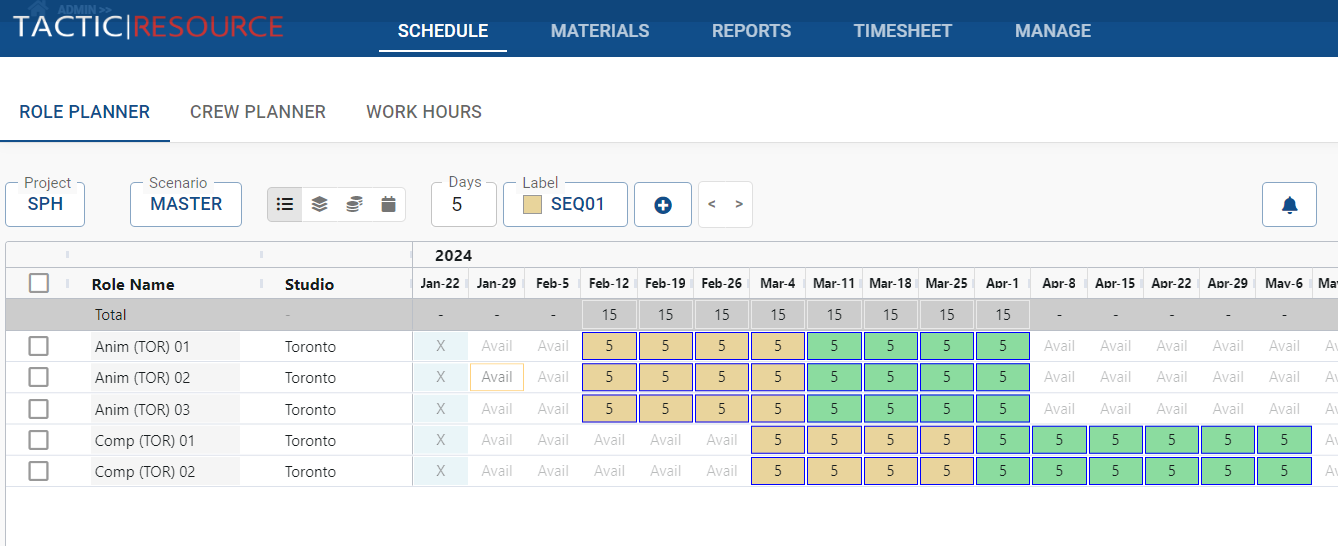 ADMIN >>
TACTIC|RESOURCE SCHEDULE MATERIALS REPORTS TIMESHEET MANAGE
ROLE PLANNER CREW PLANNER WORK HOURS
Project Scenario Days Label
SPH MASTER 5 SEQ01 < >
2024
Role Name Studio Jan-22 Jan-29 Feb-5 Feb-12 Feb-19 Feb-26 Mar-4 Mar-11 Mar-18 Mar-25 Apr-1 Apr-8 Apr-15 Apr-22 Apr-29 May-6
Total - - - - 15 15 15 15 15 15 15 15 - - - - -
Anim (TOR) 01 Toronto X Avail Avail 5 5 5 5 5 5 5 5 Avail Avail Avail Avail Avail
Anim (TOR) 02 Toronto X Avail Avail 5 5 5 5 5 5 5 5 Avail Avail Avail Avail Avail
Anim (TOR) 03 Toronto X Avail Avail 5 5 5 5 5 5 5 5 Avail Avail Avail Avail Avail
Comp (TOR) 01 Toronto X Avail Avail Avail Avail Avail 5 5 5 5 5 5 5 5 5 5
Comp (TOR) 02 Toronto X Avail Avail Avail Avail Avail 5 5 5 5 5 5 5 5 5 5